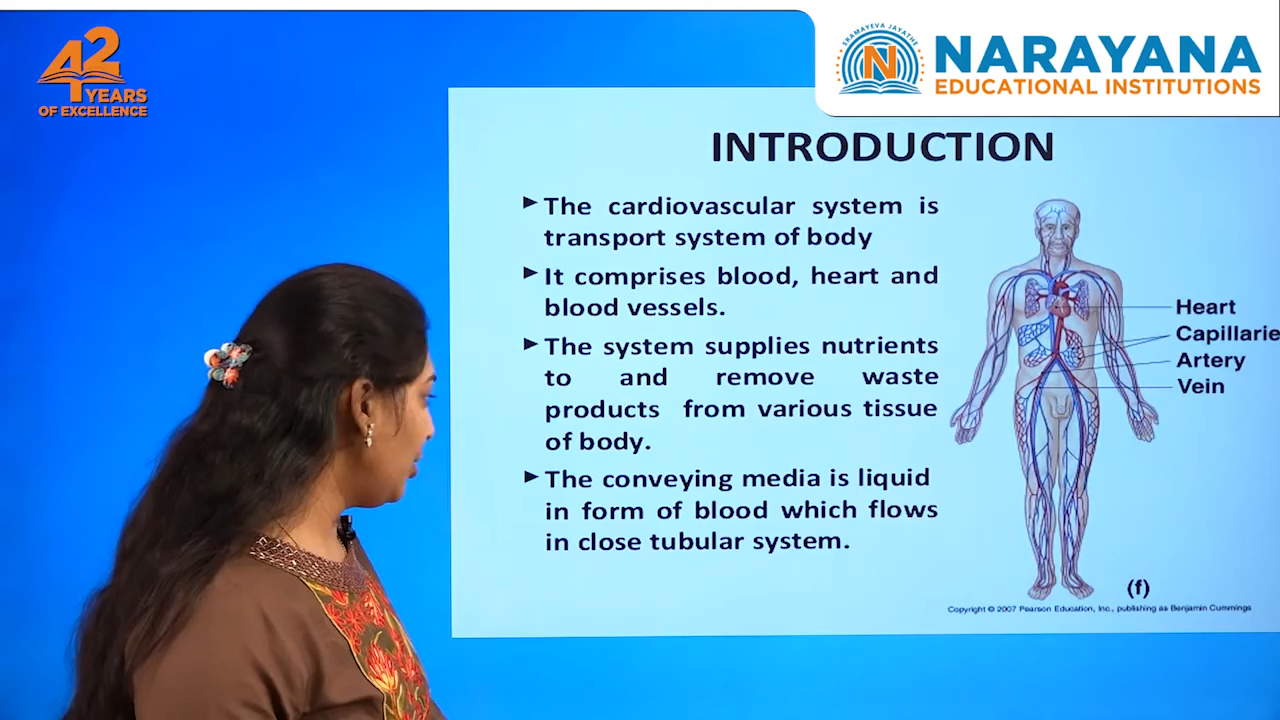 42
YEARS
OF EXCELLENCE
SRAMAYEVA JAYATHE
N
NARAYANA
EDUCATIONAL INSTITUTIONS
INTRODUCTION
► The cardiovascular system is
transport system of body
► It comprises blood, heart and
blood vessels.
► The system supplies nutrients
to and remove waste
products from various tissue
of body.
► The conveying media is liquid
in form of blood which flows
in close tubular system.
Heart
Capillarie
Artery
Vein
(f)
Copyright © 2007 Pearson Education, Inc., publishing as Benjamin Cummings